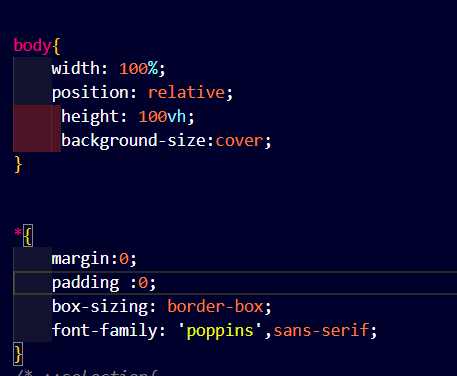 body{
width: 100%;
position: relative;
height: 100vh;
background-size:cover;
}
*{
margin:0;
padding :0;
box-sizing: border-box;
font-family: 'poppins',sans-serif;
}
/* ::selection{